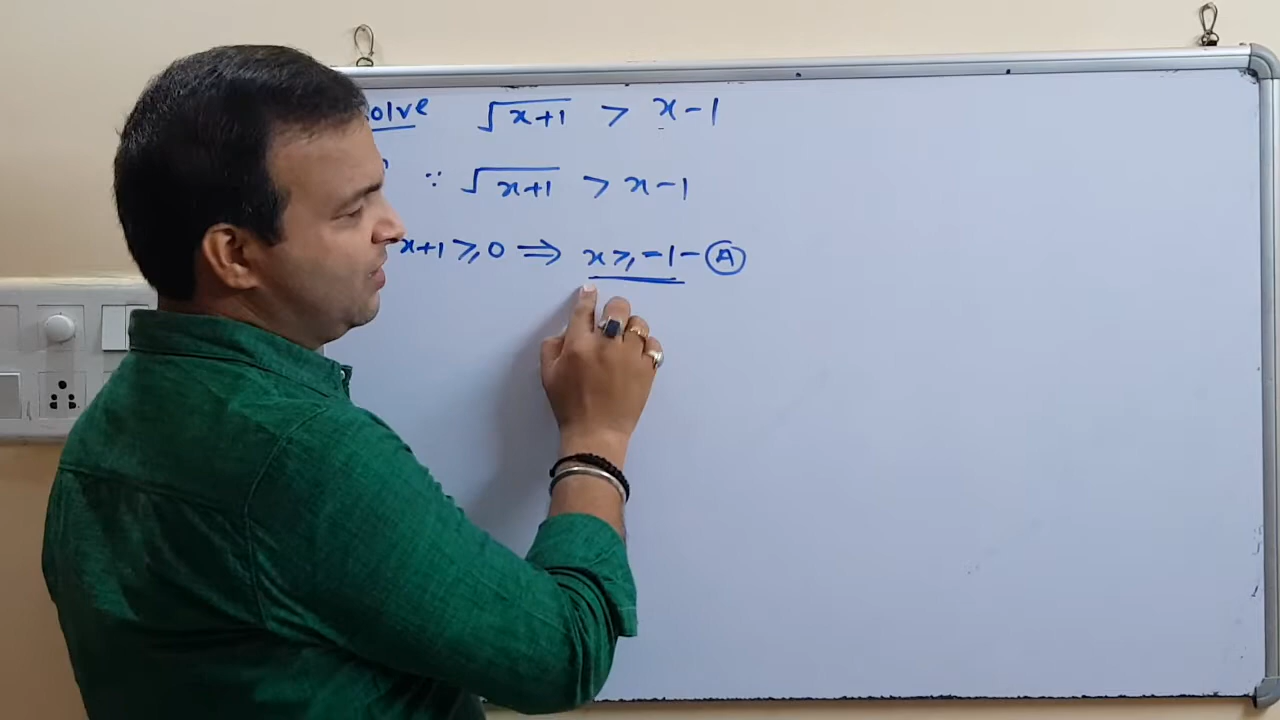 olve √(x+1) > x-1
∵ √(x+1) > x-1
x+1 ≥ 0 ⇒ x ≥ -1 - Ⓐ